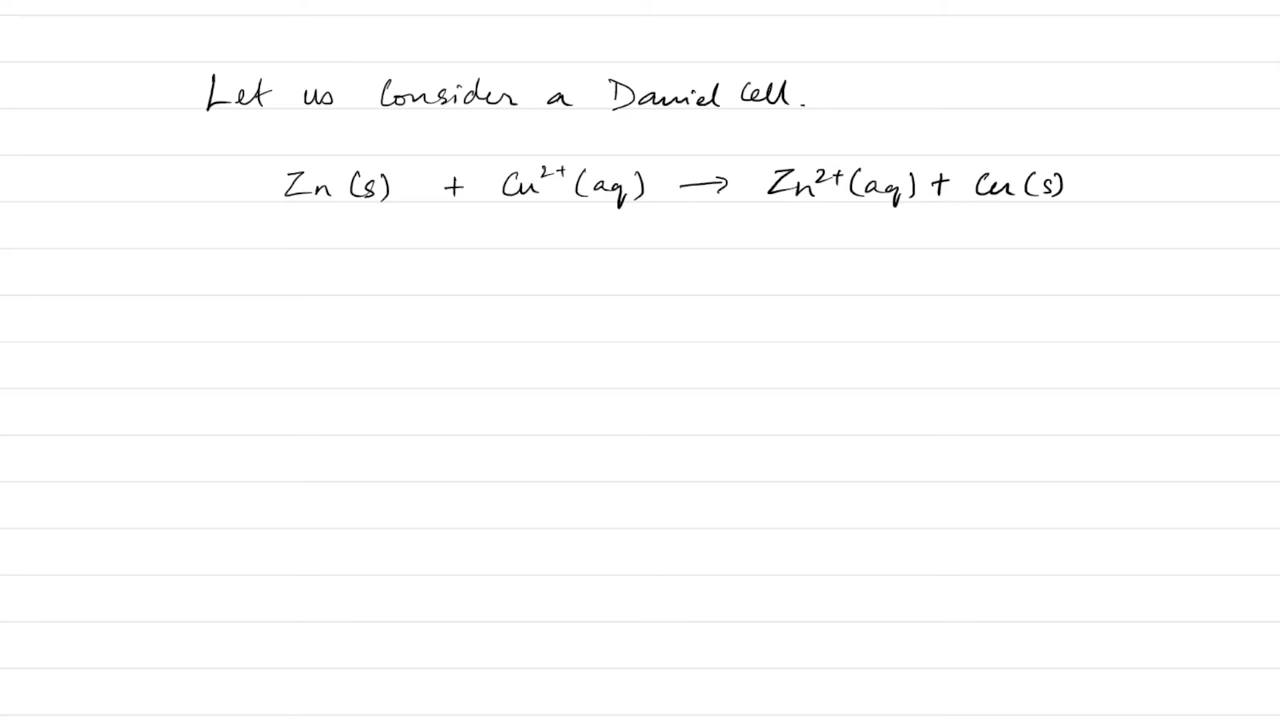 Let us Consider a Daniel Cell.
Zn (s) + Cu²⁺ (aq) → Zn²⁺ (aq) + Cu (s)